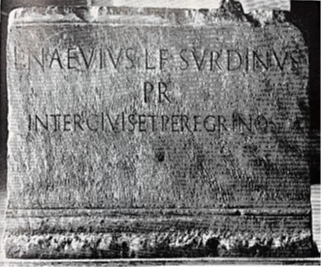 L·NAEVIVS·L·F·SVRDINVS
PR
INTER·CIVIS·ET·PEREGRINOS